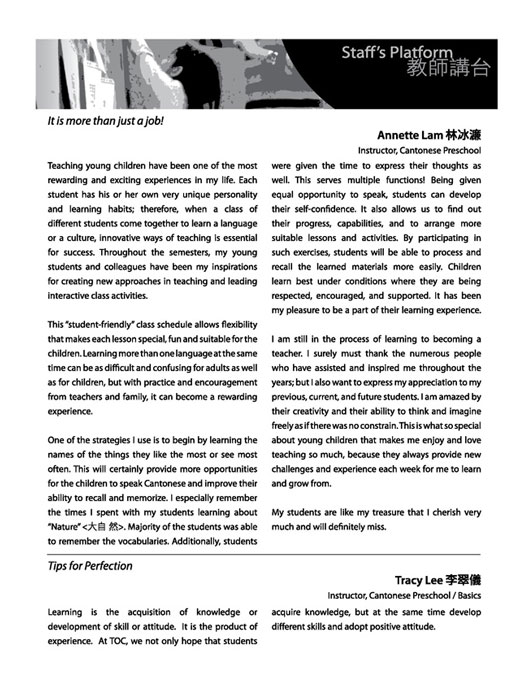 Staff's Platform
教師講台
It is more than just a job!
Annette Lam 林冰濂
Instructor, Cantonese Preschool
Teaching young children have been one of the most
rewarding and exciting experiences in my life. Each
student has his or her own very unique personality
and learning habits; therefore, when a class of
different students come together to learn a language
or a culture, innovative ways of teaching is essential
for success. Throughout the semesters, my young
students and colleagues have been my inspirations
for creating new approaches in teaching and leading
interactive class activities.
This "student-friendly" class schedule allows flexibility
that makes each lesson special, fun and suitable for the
children. Learning more than one language at the same
time can be as difficult and confusing for adults as well
as for children, but with practice and encouragement
from teachers and family, it can become a rewarding
experience.
One of the strategies I use is to begin by learning the
names of the things they like the most or see most
often. This will certainly provide more opportunities
for the children to speak Cantonese and improve their
ability to recall and memorize. I especially remember
the times I spent with my students learning about
"Nature" <大自 然>. Majority of the students was able
to remember the vocabularies. Additionally, students
were given the time to express their thoughts as
well. This serves multiple functions! Being given
equal opportunity to speak, students can develop
their self-confidence. It also allows us to find out
their progress, capabilities, and to arrange more
suitable lessons and activities. By participating in
such exercises, students will be able to process and
recall the learned materials more easily. Children
learn best under conditions where they are being
respected, encouraged, and supported. It has been
my pleasure to be a part of their learning experience.
I am still in the process of learning to becoming a
teacher. I surely must thank the numerous people
who have assisted and inspired me throughout the
years; but I also want to express my appreciation to my
previous, current, and future students. I am amazed by
their creativity and their ability to think and imagine
freely as if there was no constrain. This is what so special
about young children that makes me enjoy and love
teaching so much, because they always provide new
challenges and experience each week for me to learn
and grow from.
My students are like my treasure that I cherish very
much and will definitely miss.
Tips for Perfection
Tracy Lee 李翠儀
Instructor, Cantonese Preschool / Basics
Learning is the acquisition of knowledge or
development of skill or attitude. It is the product of
experience. At TOC, we not only hope that students
acquire knowledge, but at the same time develop
different skills and adopt positive attitude.